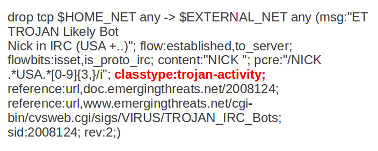 drop tcp $HOME_NET any -> $EXTERNAL_NET any (msg:"ET
TROJAN Likely Bot
Nick in IRC (USA +..)"; flow:established,to_server;
flowbits:isset,is_proto_irc; content:"NICK "; pcre:"/NICK
.*USA.*[0-9]{3,}/i"; classtype:trojan-activity;
reference:url,doc.emergingthreats.net/2008124;
reference:url,www.emergingthreats.net/cgi-
bin/cvsweb.cgi/sigs/VIRUS/TROJAN_IRC_Bots;
sid:2008124; rev:2;)